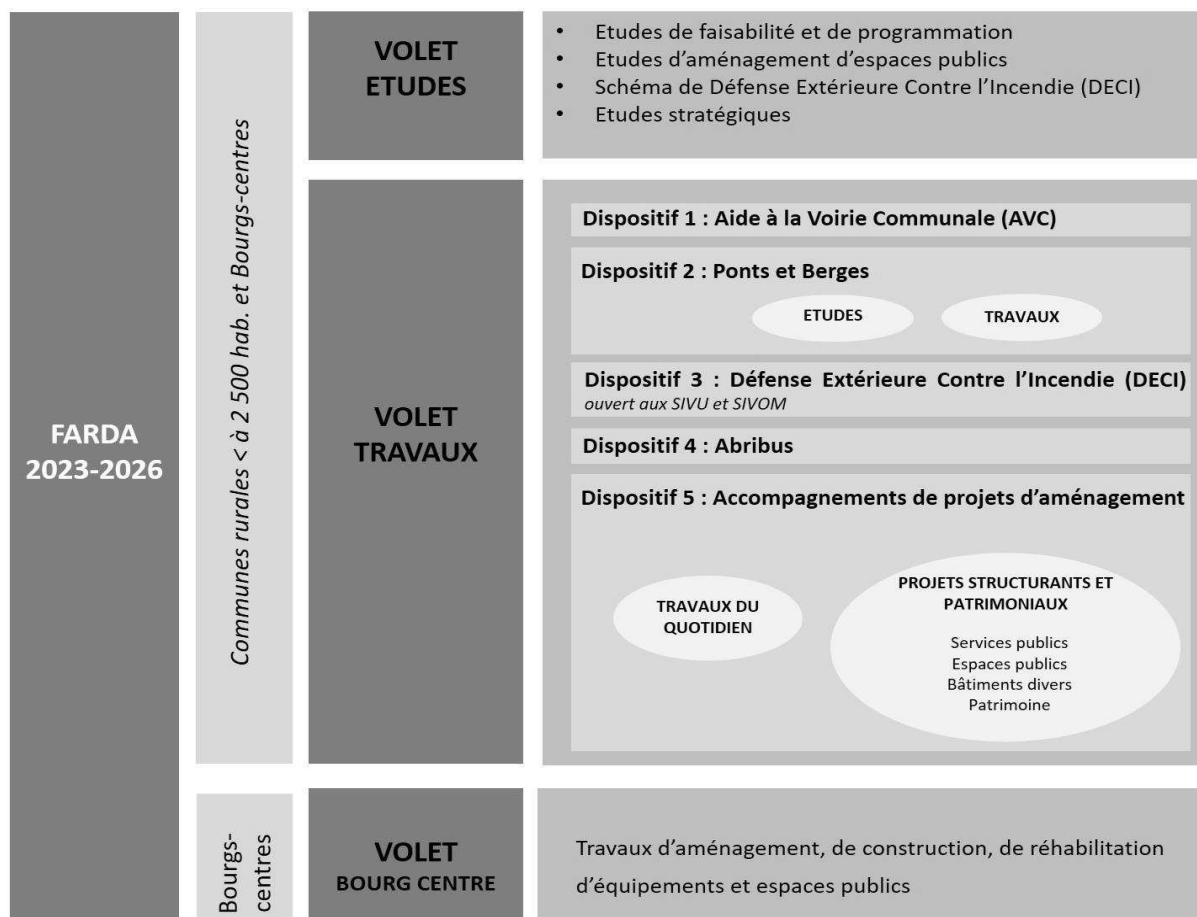 FARDA
2023-2026
Communes rurales < à 2 500 hab. et Bourgs-centres
VOLET
ETUDES
• Etudes de faisabilité et de programmation
• Etudes d’aménagement d’espaces publics
• Schéma de Défense Extérieure Contre l’Incendie (DECI)
• Etudes stratégiques
VOLET
TRAVAUX
Dispositif 1 : Aide à la Voirie Communale (AVC)
Dispositif 2 : Ponts et Berges
ETUDES
TRAVAUX
Dispositif 3 : Défense Extérieure Contre l’Incendie (DECI)
ouvert aux SIVU et SIVOM
Dispositif 4 : Abribus
Dispositif 5 : Accompagnements de projets d’aménagement
TRAVAUX DU
QUOTIDIEN
PROJETS STRUCTURANTS ET
PATRIMONIAUX
Services publics
Espaces publics
Bâtiments divers
Patrimoine
Bourgs-
centres
VOLET
BOURG CENTRE
Travaux d’aménagement, de construction, de réhabilitation
d’équipements et espaces publics